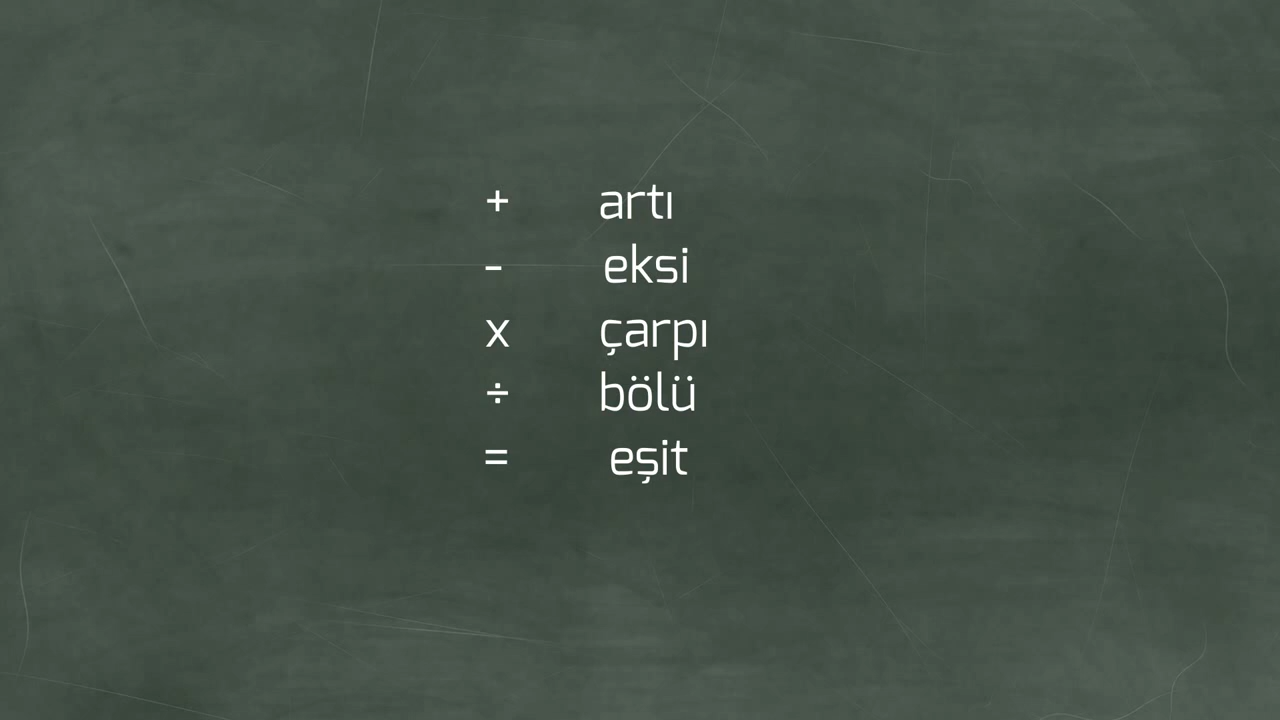 + artı
- eksi
x çarpı
÷ bölü
= eşit